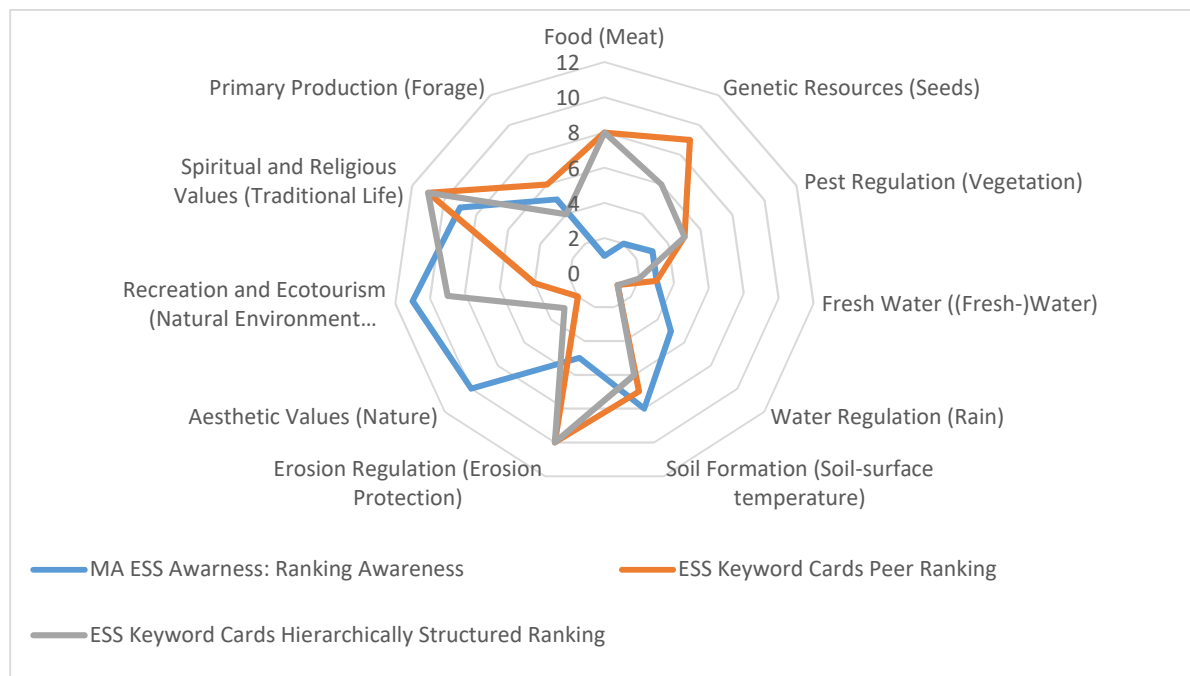 Food (Meat)
12
10
8
6
4
2
0
Genetic Resources (Seeds)
Pest Regulation (Vegetation)
Fresh Water ((Fresh-)Water)
Water Regulation (Rain)
Soil Formation (Soil-surface
temperature)
Erosion Regulation (Erosion
Protection)
Aesthetic Values (Nature)
Recreation and Ecotourism
(Natural Environment…
Spiritual and Religious
Values (Traditional Life)
Primary Production (Forage)
MA ESS Awarness: Ranking Awareness
ESS Keyword Cards Peer Ranking
ESS Keyword Cards Hierarchically Structured Ranking